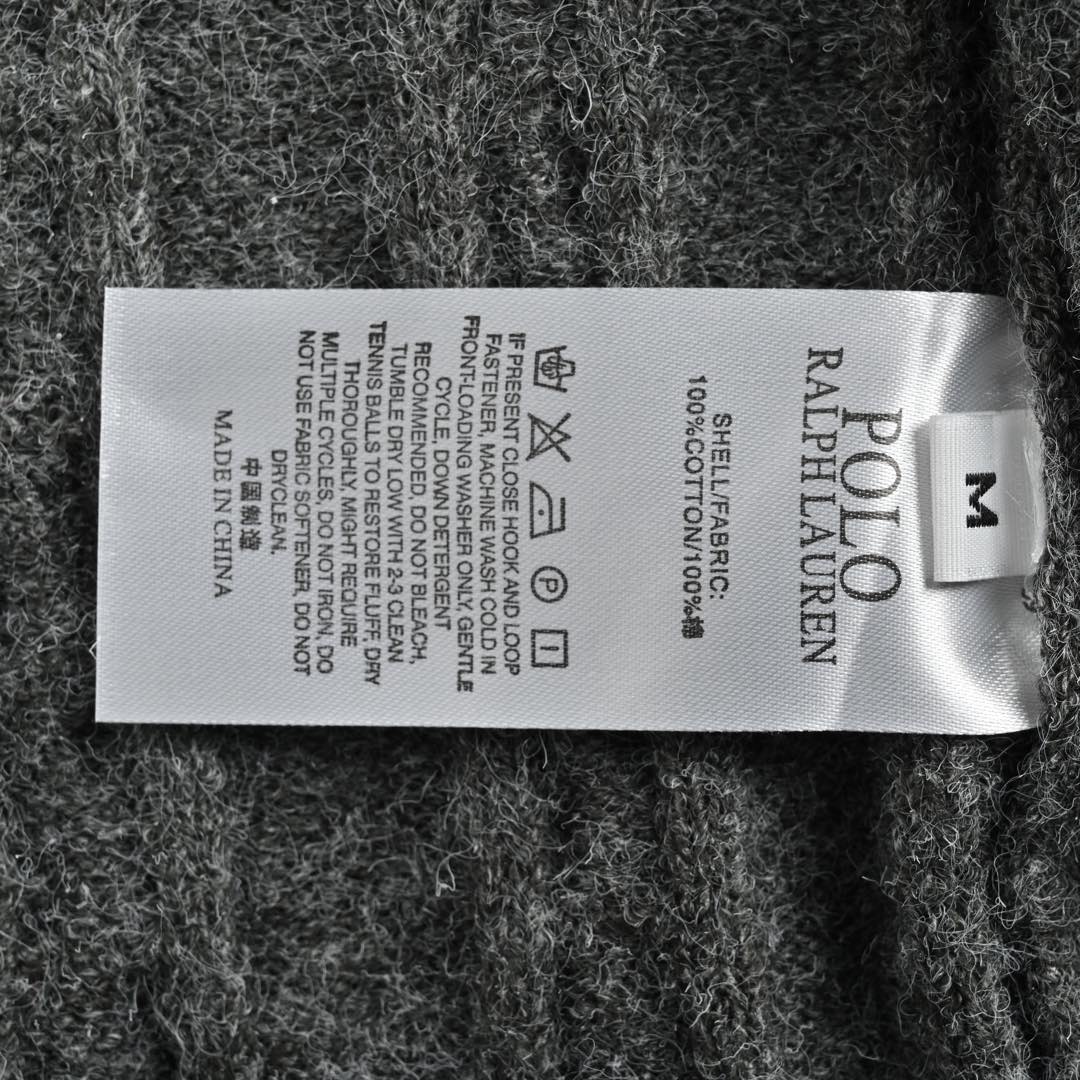 M
POLO
RALPH LAUREN
SHELL/FABRIC:
100%COTTON/100%棉
P
IF PRESENT CLOSE HOOK AND LOOP
FASTENER, MACHINE WASH COLD IN
FRONT-LOADING WASHER ONLY, GENTLE
CYCLE. DOWN DETERGENT
RECOMMENDED, DO NOT BLEACH,
TUMBLE DRY LOW WITH 2-3 CLEAN
TENNIS BALLS TO RESTORE FLUFF, DRY
THOROUGHLY, MIGHT REQUIRE
MULTIPLE CYCLES, DO NOT IRON, DO
NOT USE FABRIC SOFTENER, DO NOT
DRYCLEAN.
中国制造
MADE IN CHINA